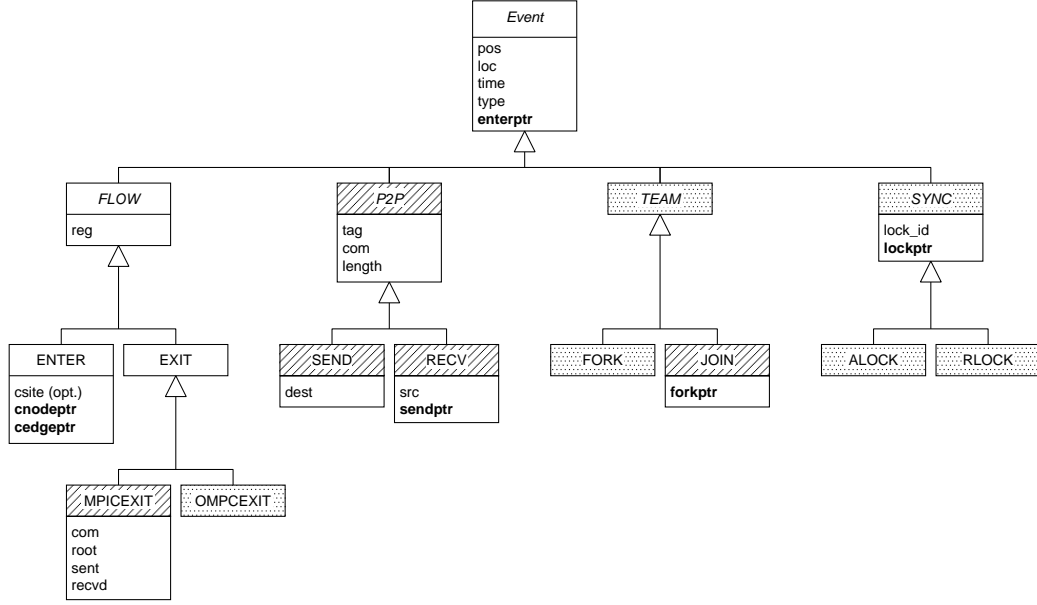 Event
pos
loc
time
type
enterptr
FLOW
reg
P2P
tag
com
length
TEAM
SYNC
lock_id
lockptr
ENTER
csite (opt.)
cnodeptr
cedgeptr
EXIT
SEND
dest
RECV
src
sendptr
FORK
JOIN
forkptr
ALOCK
RLOCK
MPICEXIT
com
root
sent
recvd
OMPCEXIT